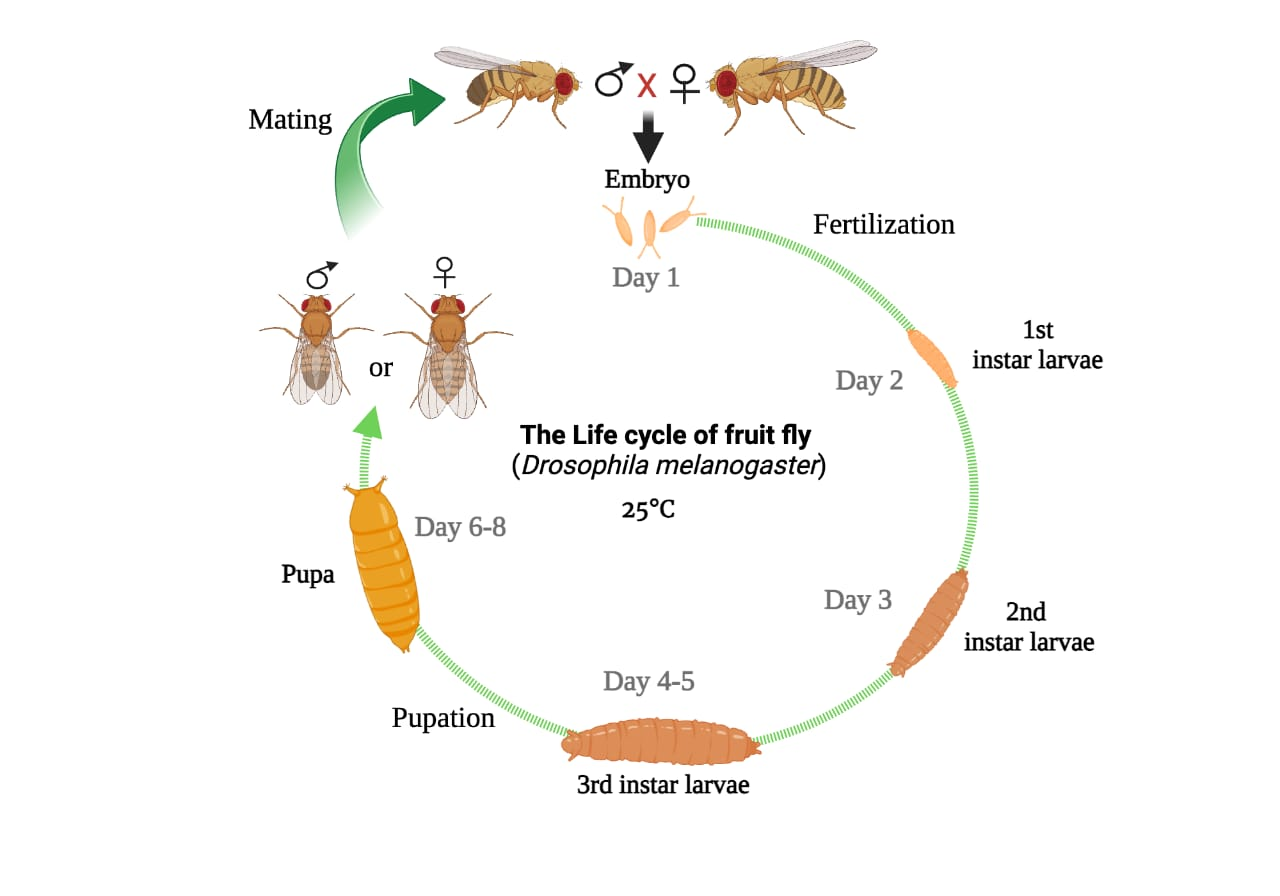 Mating
♂ x ♀
Embryo
Day 1
Fertilization
1st
instar larvae
Day 2
♂ or ♀
The Life cycle of fruit fly
(Drosophila melanogaster)
25°C
Day 3
2nd
instar larvae
Day 4-5
3rd instar larvae
Pupation
Pupa
Day 6-8